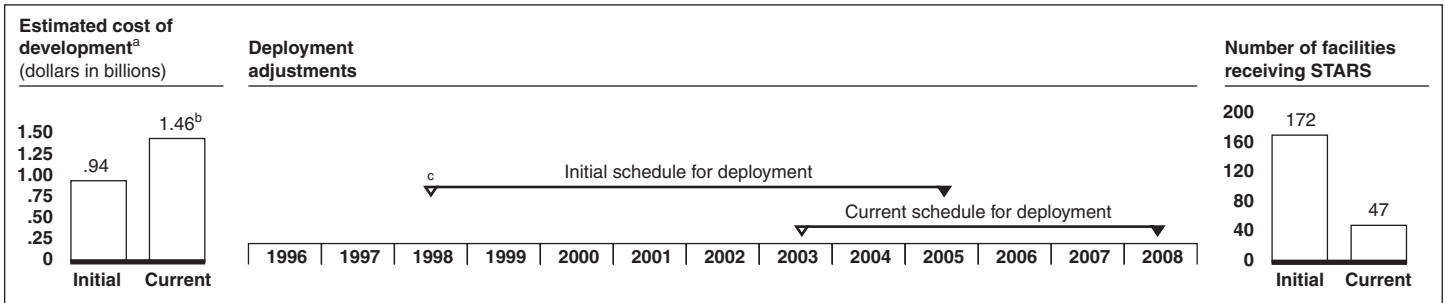 Estimated cost of
development^a
(dollars in billions)
1.46^b
1.50
1.25
.94
1.00
.75
.50
.25
0
Initial Current
Deployment
adjustments
c
Initial schedule for deployment
Current schedule for deployment
1996 1997 1998 1999 2000 2001 2002 2003 2004 2005 2006 2007 2008
Number of facilities
receiving STARS
200
172
160
120
80
47
40
0
Initial Current